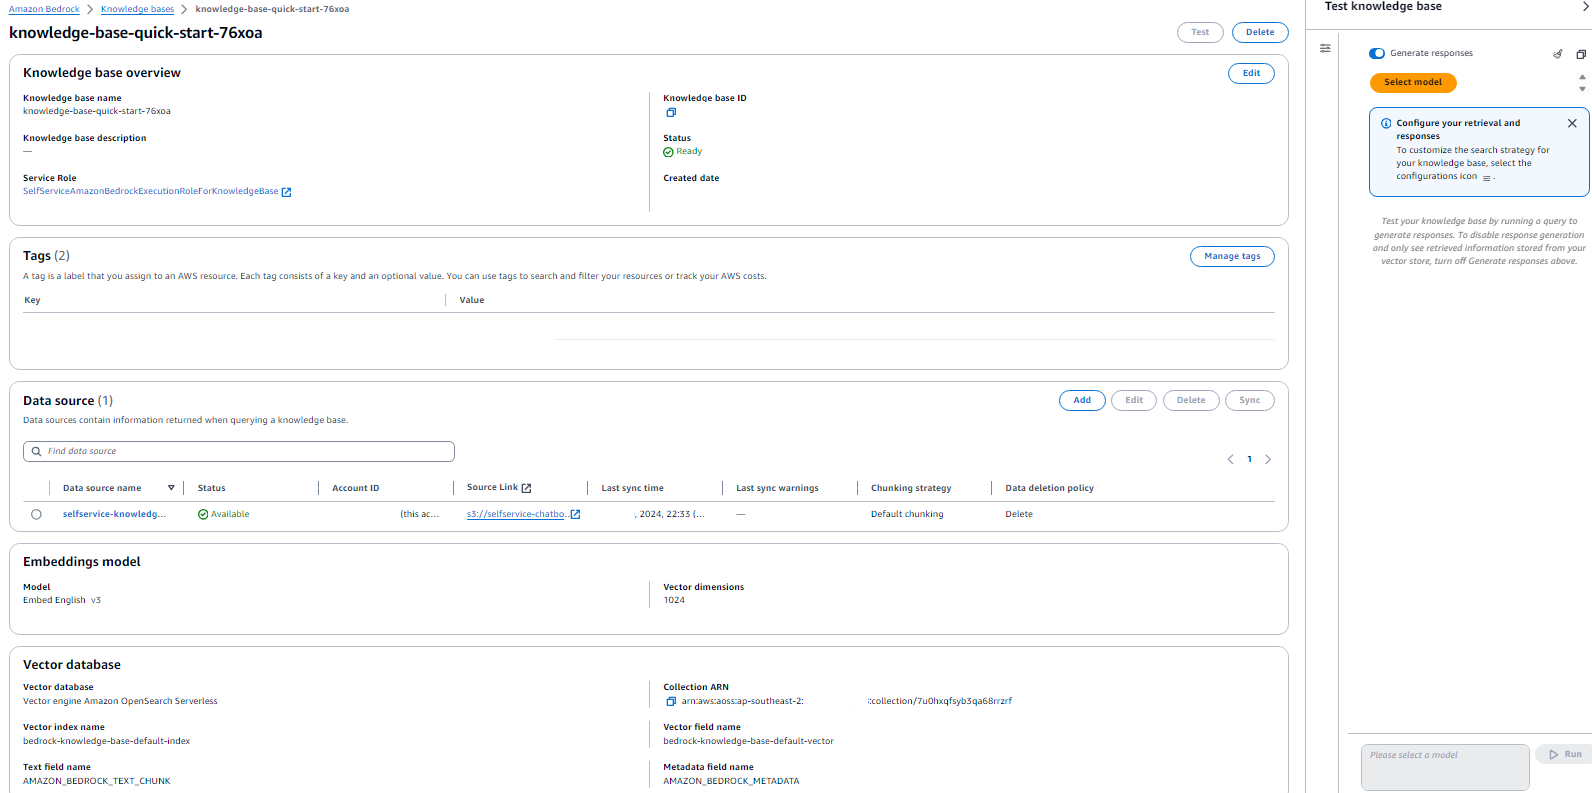 Amazon Bedrock > Knowledge bases > knowledge-base-quick-start-76xoa
knowledge-base-quick-start-76xoa
Test
Delete
Knowledge base overview
Edit
Knowledge base name
knowledge-base-quick-start-76xoa
Knowledge base ID
Knowledge base description
—
Status
Ready
Service Role
SelfServiceAmazonBedrockExecutionRoleForKnowledgeBase
Created date
Tags (2)
Manage tags
A tag is a label that you assign to an AWS resource. Each tag consists of a key and an optional value. You can use tags to search and filter your resources or track your AWS costs.
Key
Value
Data source (1)
Add
Edit
Delete
Sync
Data sources contain information returned when querying a knowledge base.
Find data source
1
Data source name
Status
Account ID
Source Link
Last sync time
Last sync warnings
Chunking strategy
Data deletion policy
selfservice-knowledg...
Available
(this ac...
s3://selfservice-chatbo...
, 2024, 22:33 (...
—
Default chunking
Delete
Embeddings model
Model
Embed English v3
Vector dimensions
1024
Vector database
Vector database
Vector engine Amazon OpenSearch Serverless
Collection ARN
arn:aws:aoss:ap-southeast-2: :collection/7u0hxqfsyb3qa68rrzrf
Vector index name
bedrock-knowledge-base-default-index
Vector field name
bedrock-knowledge-base-default-vector
Text field name
AMAZON_BEDROCK_TEXT_CHUNK
Metadata field name
AMAZON_BEDROCK_METADATA
Test knowledge base
Generate responses
Select model
Configure your retrieval and
responses
To customize the search strategy for
your knowledge base, select the
configurations icon .
Test your knowledge base by running a query to
generate responses. To disable response generation
and only see retrieved information stored from your
vector store, turn off Generate responses above.
Please select a model
Run